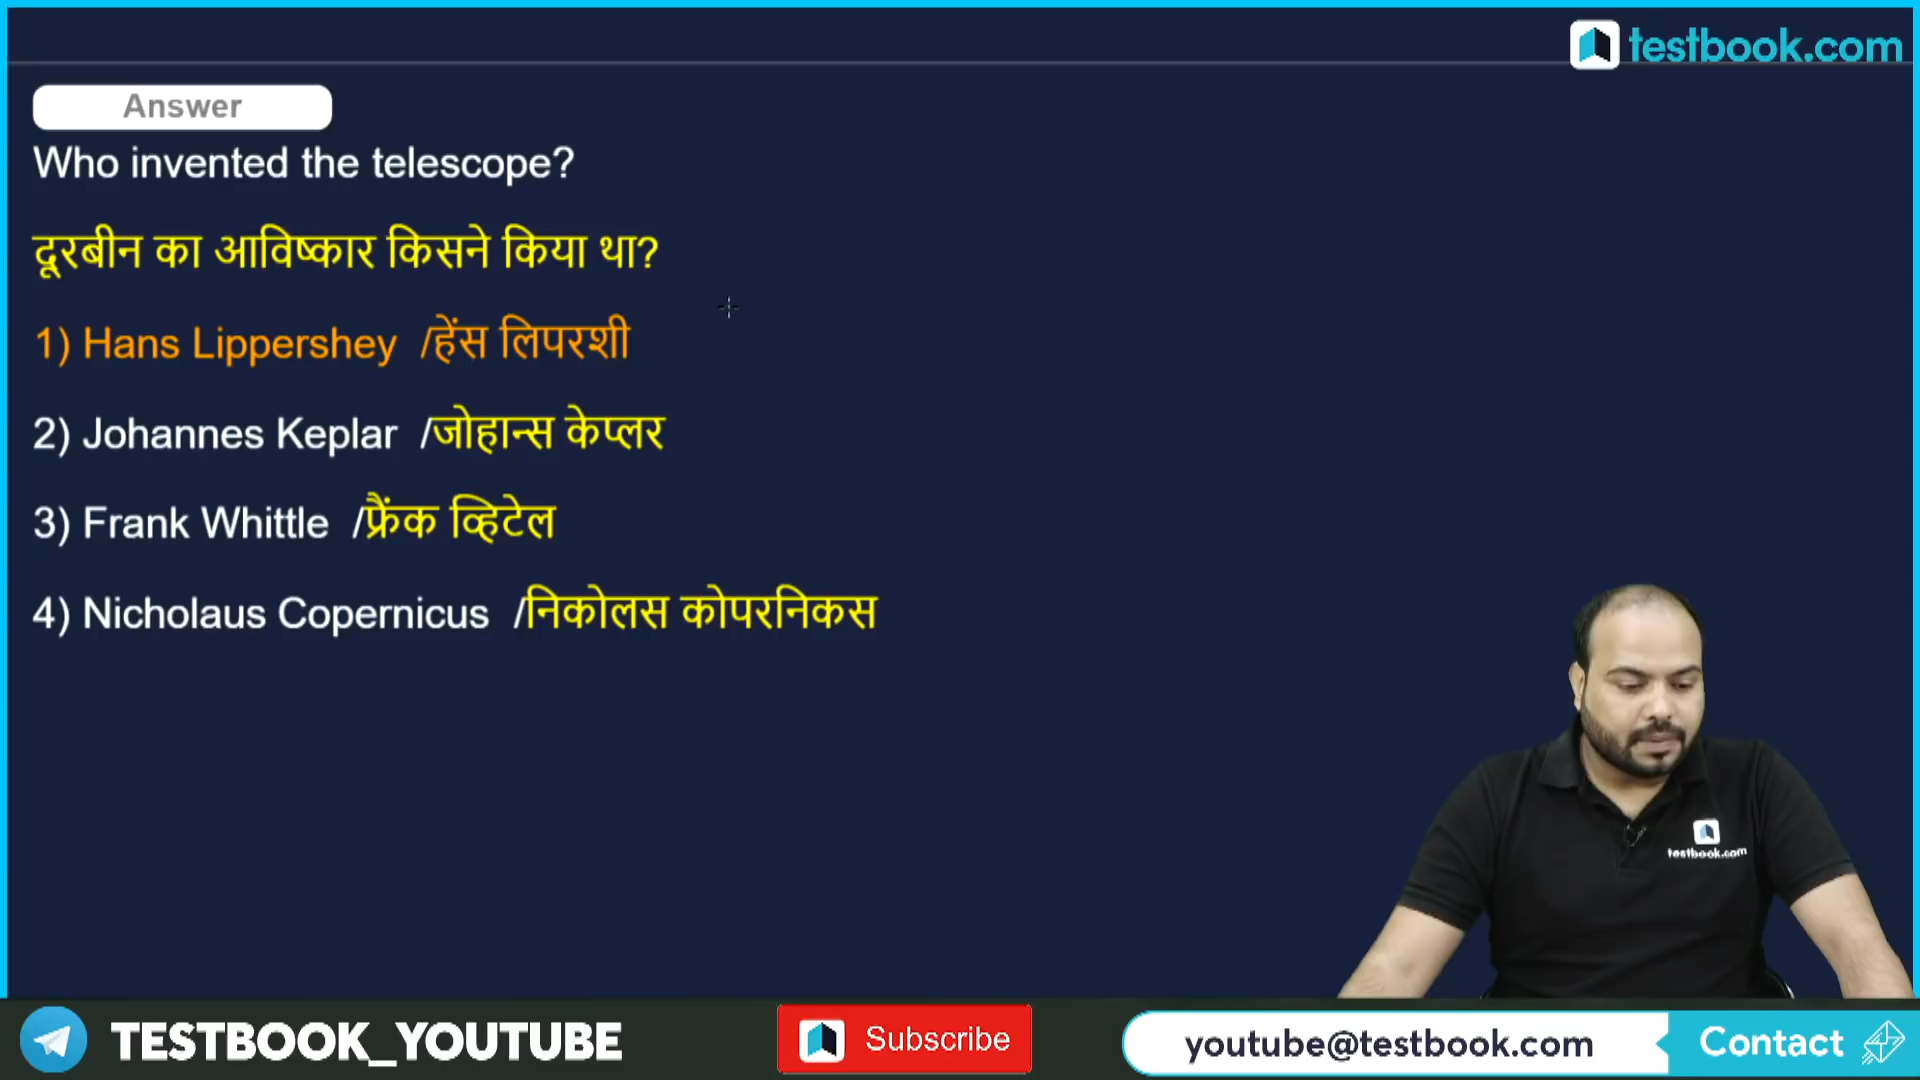 testbook.com
Answer
Who invented the telescope?
दूरबीन का आविष्कार किसने किया था?
1) Hans Lippershey /हेंस लिपरशी
2) Johannes Keplar /जोहान्स केप्लर
3) Frank Whittle /फ्रैंक व्हिटेल
4) Nicholaus Copernicus /निकोलस कोपरनिकस
testbook.com
TESTBOOK_YOUTUBE
Subscribe
youtube@testbook.com
Contact